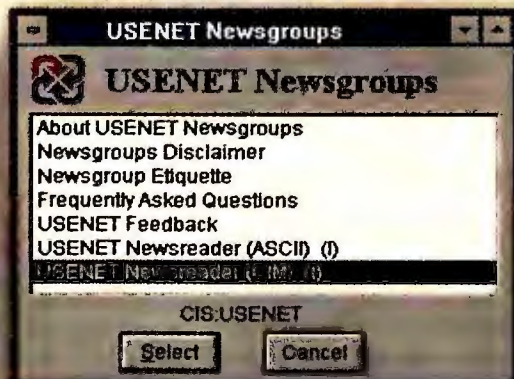 USENET Newsgroups
USENET Newsgroups
About USENET Newsgroups
Newsgroups Disclaimer
Newsgroup Etiquette
Frequently Asked Questions
USENET Feedback
USENET Newsreader (ASCII) (I)
USENET Newsreader (CIM) (I)
CIS:USENET
Select
Cancel